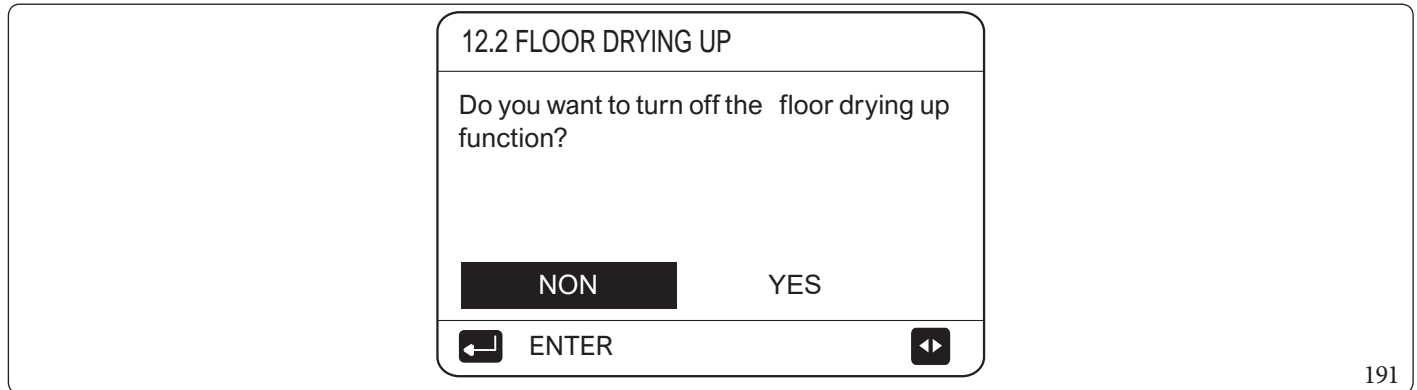 12.2 FLOOR DRYING UP
Do you want to turn off the floor drying up
function?
NON YES
ENTER
191